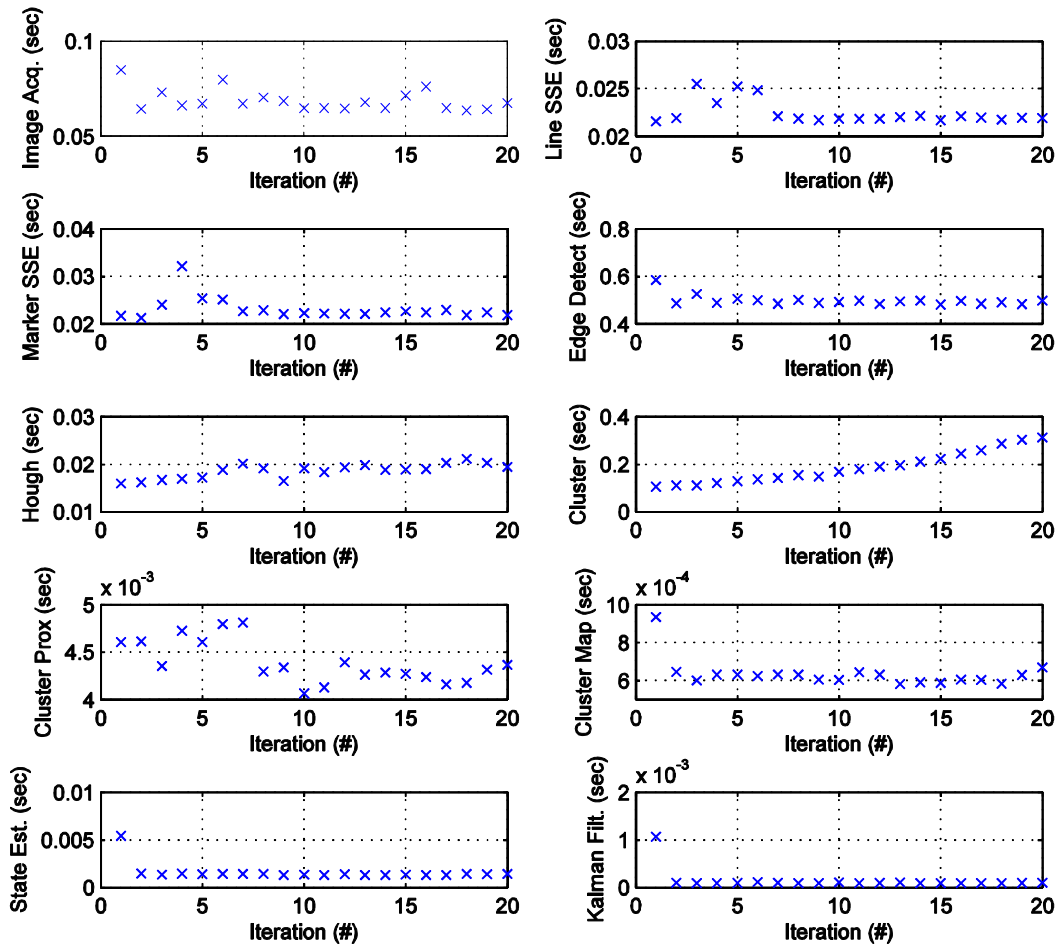 Image Acq. (sec)
0.1
0.05
0 5 10 15 20
Iteration (#)
Line SSE (sec)
0.03
0.025
0.02
0 5 10 15 20
Iteration (#)
Marker SSE (sec)
0.04
0.03
0.02
0 5 10 15 20
Iteration (#)
Edge Detect (sec)
0.8
0.6
0.4
0 5 10 15 20
Iteration (#)
Hough (sec)
0.03
0.02
0.01
0 5 10 15 20
Iteration (#)
Cluster (sec)
0.4
0.2
0
0 5 10 15 20
Iteration (#)
Cluster Prox (sec)
x 10^-3
5
4.5
4
0 5 10 15 20
Iteration (#)
Cluster Map (sec)
x 10^-4
10
8
6
0 5 10 15 20
Iteration (#)
State Est. (sec)
0.01
0.005
0
0 5 10 15 20
Iteration (#)
Kalman Filt. (sec)
x 10^-3
2
1
0
0 5 10 15 20
Iteration (#)